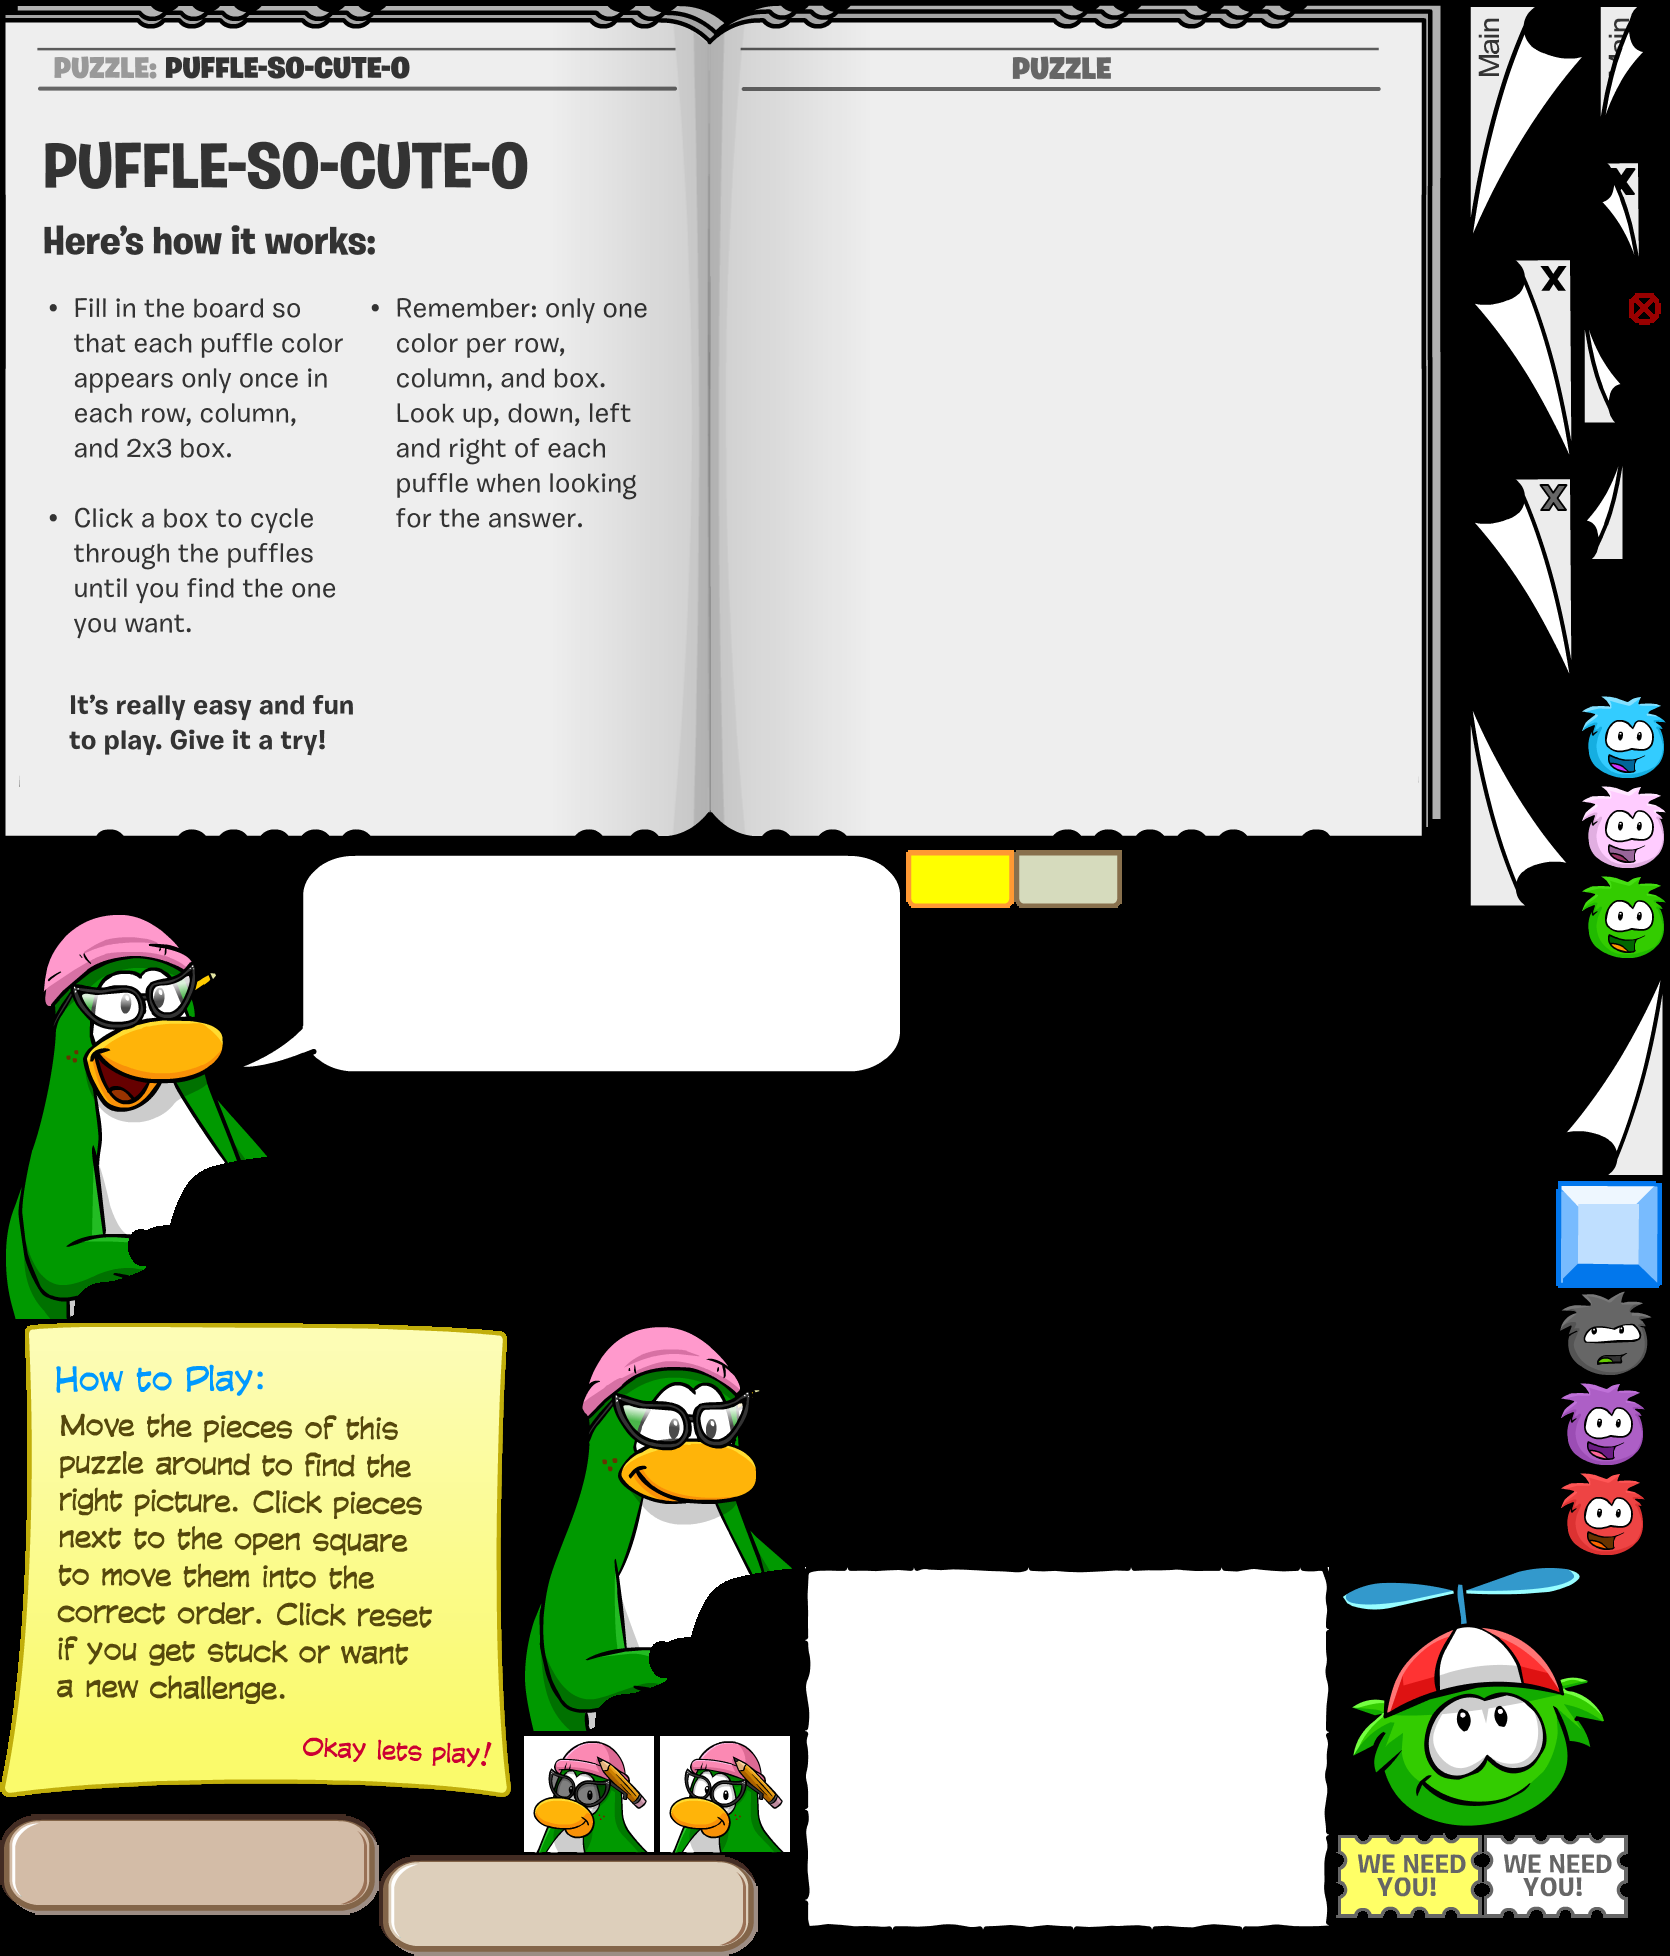 PUZZLE: PUFFLE-SO-CUTE-O
PUZZLE
PUFFLE-SO-CUTE-O
Here's how it works:
• Fill in the board so
that each puffle color
appears only once in
each row, column,
and 2x3 box.
• Click a box to cycle
through the puffles
until you find the one
you want.
It's really easy and fun
to play. Give it a try!
• Remember: only one
color per row,
column, and box.
Look up, down, left
and right of each
puffle when looking
for the answer.
Main
Main
X
X
X
How to Play:
Move the pieces of this
puzzle around to find the
right picture. Click pieces
next to the open square
to move them into the
correct order. Click reset
if you get stuck or want
a new challenge.
Okay lets play!
WE NEED
YOU!
WE NEED
YOU!